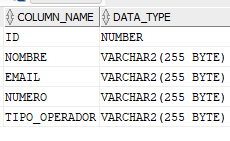 COLUMN_NAME DATA_TYPE
ID NUMBER
NOMBRE VARCHAR2(255 BYTE)
EMAIL VARCHAR2(255 BYTE)
NUMERO VARCHAR2(255 BYTE)
TIPO_OPERADOR VARCHAR2(255 BYTE)